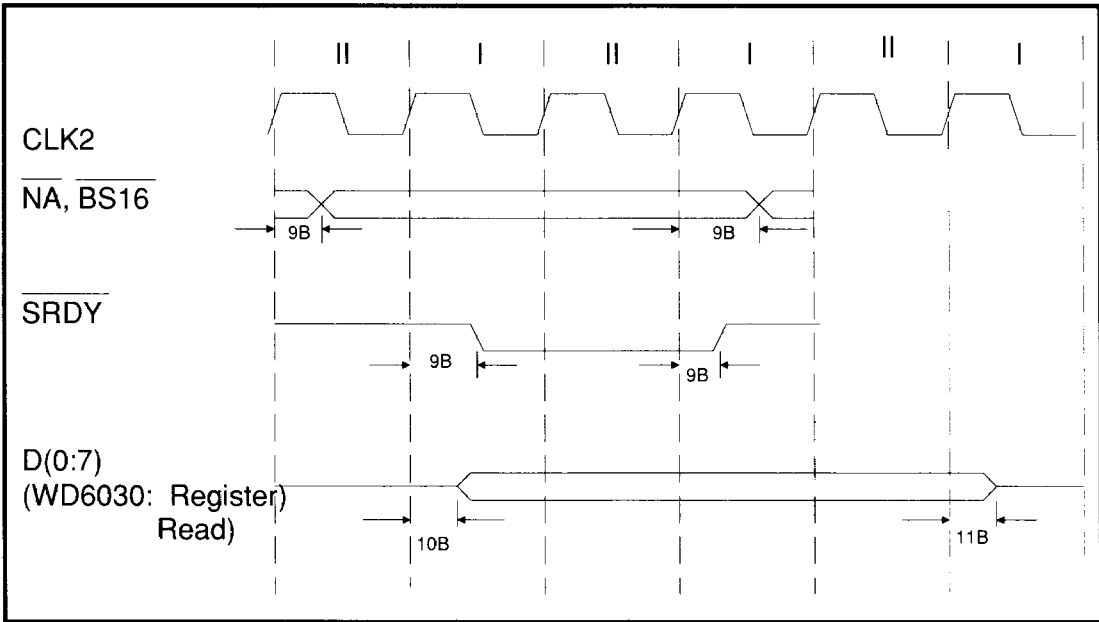 II I II I II I
CLK2
NA, BS16
9B 9B
SRDY
9B 9B
D(0:7)
(WD6030: Register)
Read)
10B 11B